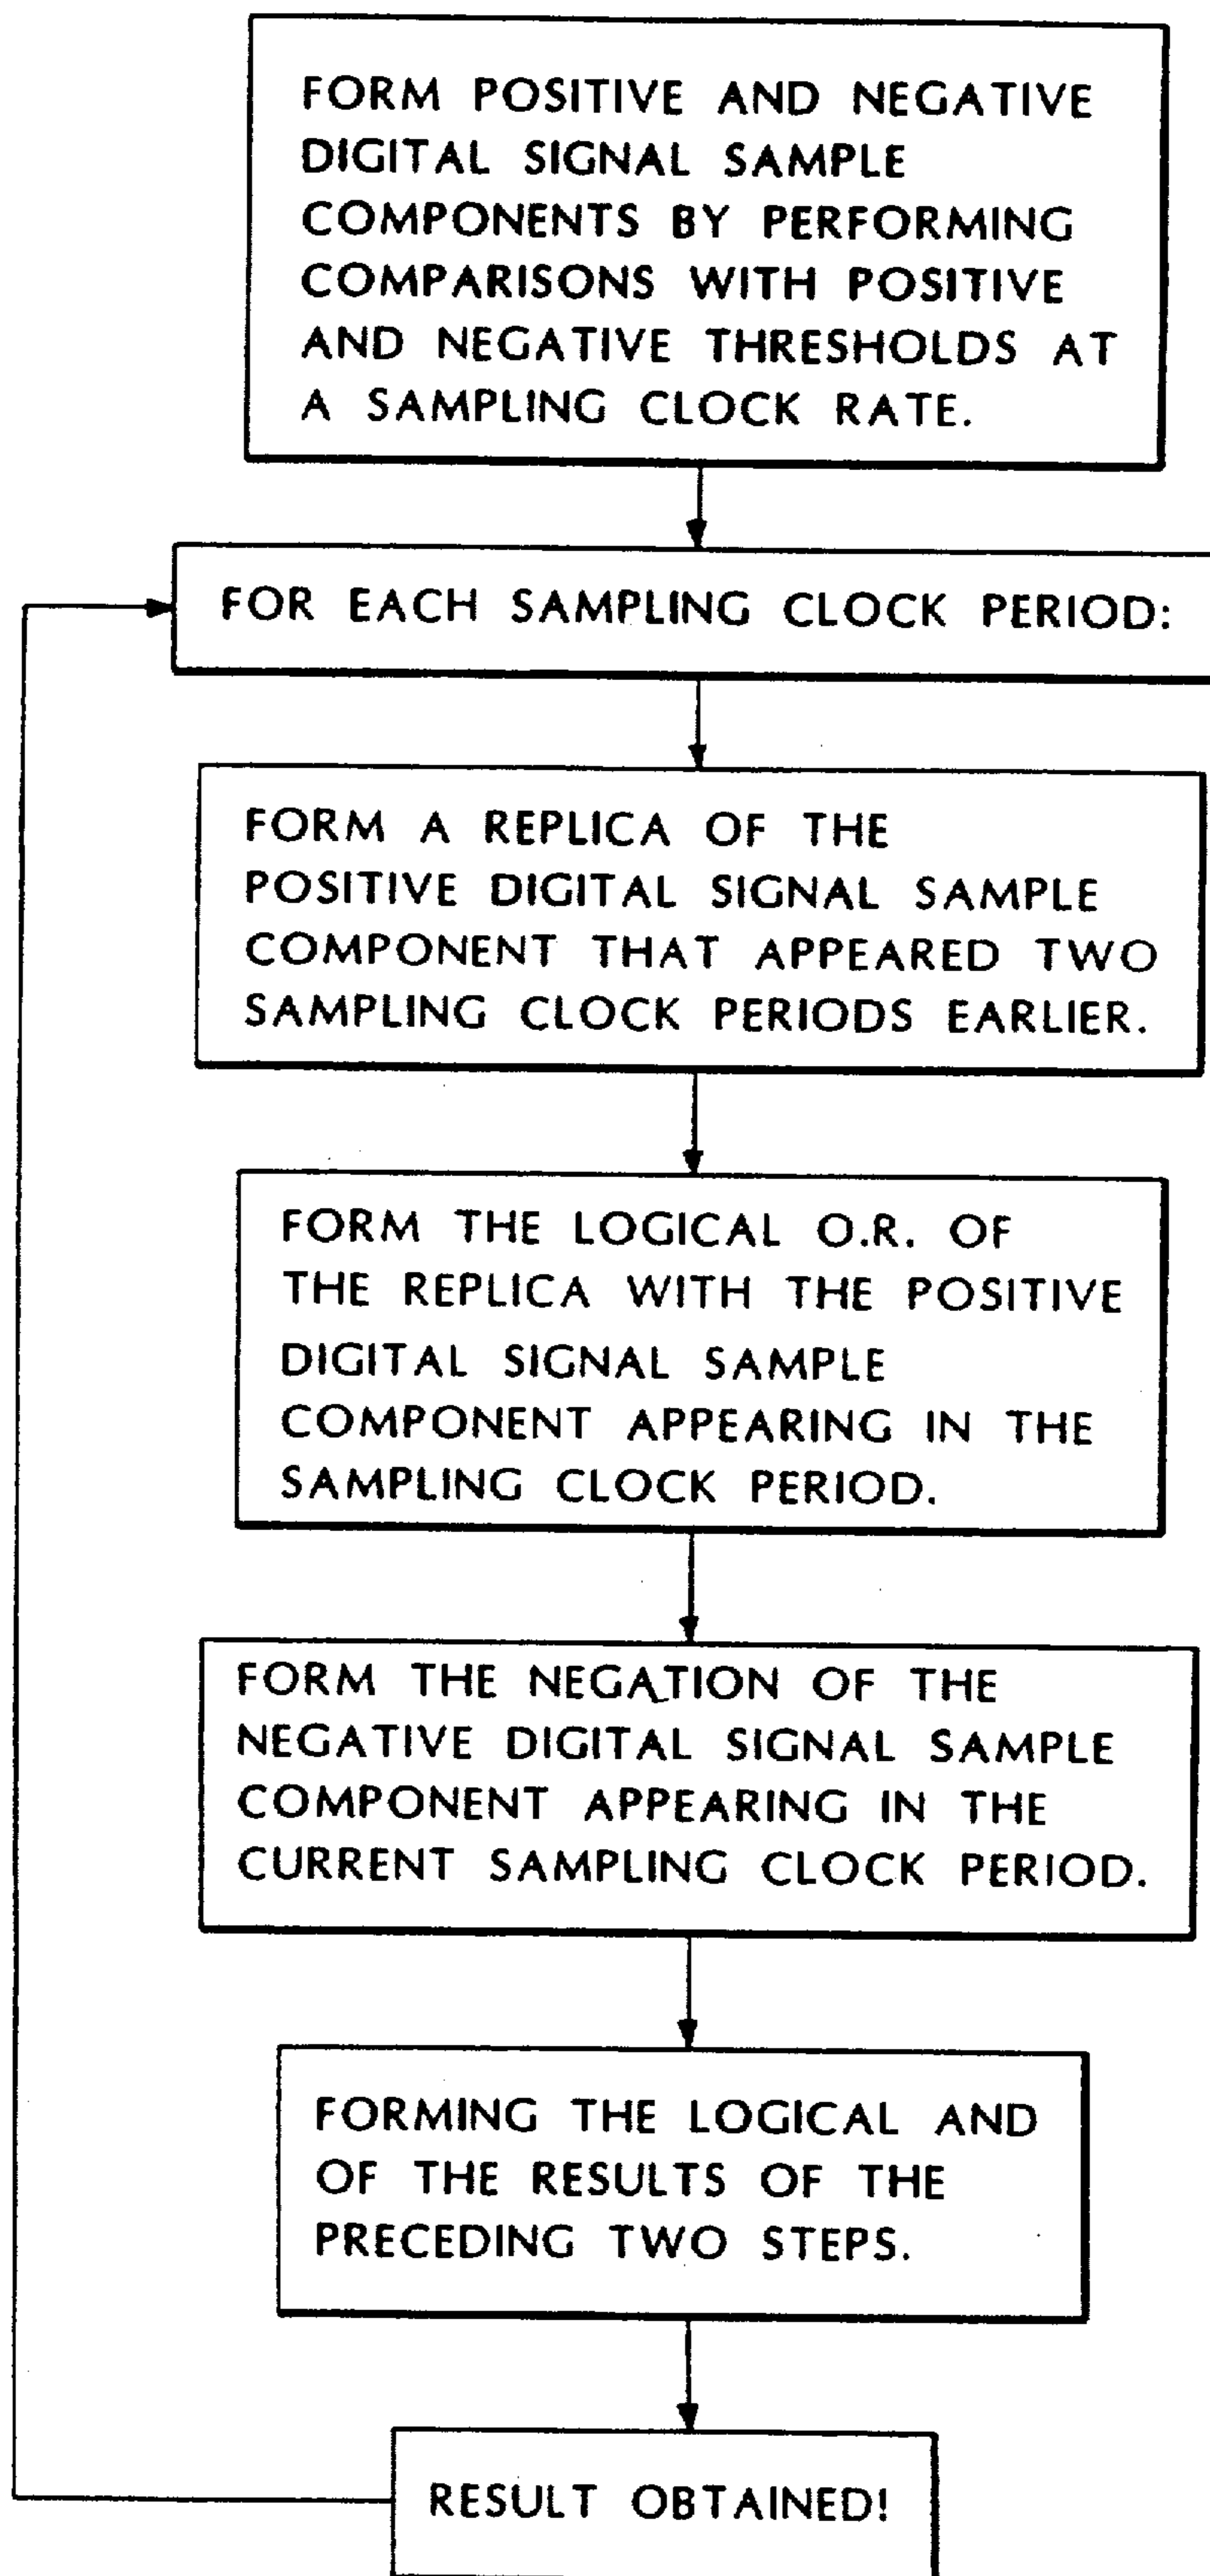 FORM POSITIVE AND NEGATIVE
DIGITAL SIGNAL SAMPLE
COMPONENTS BY PERFORMING
COMPARISONS WITH POSITIVE
AND NEGATIVE THRESHOLDS AT
A SAMPLING CLOCK RATE.
FOR EACH SAMPLING CLOCK PERIOD:
FORM A REPLICA OF THE
POSITIVE DIGITAL SIGNAL SAMPLE
COMPONENT THAT APPEARED TWO
SAMPLING CLOCK PERIODS EARLIER.
FORM THE LOGICAL O.R. OF
THE REPLICA WITH THE POSITIVE
DIGITAL SIGNAL SAMPLE
COMPONENT APPEARING IN THE
SAMPLING CLOCK PERIOD.
FORM THE NEGATION OF THE
NEGATIVE DIGITAL SIGNAL SAMPLE
COMPONENT APPEARING IN THE
CURRENT SAMPLING CLOCK PERIOD.
FORMING THE LOGICAL AND
OF THE RESULTS OF THE
PRECEDING TWO STEPS.
RESULT OBTAINED!